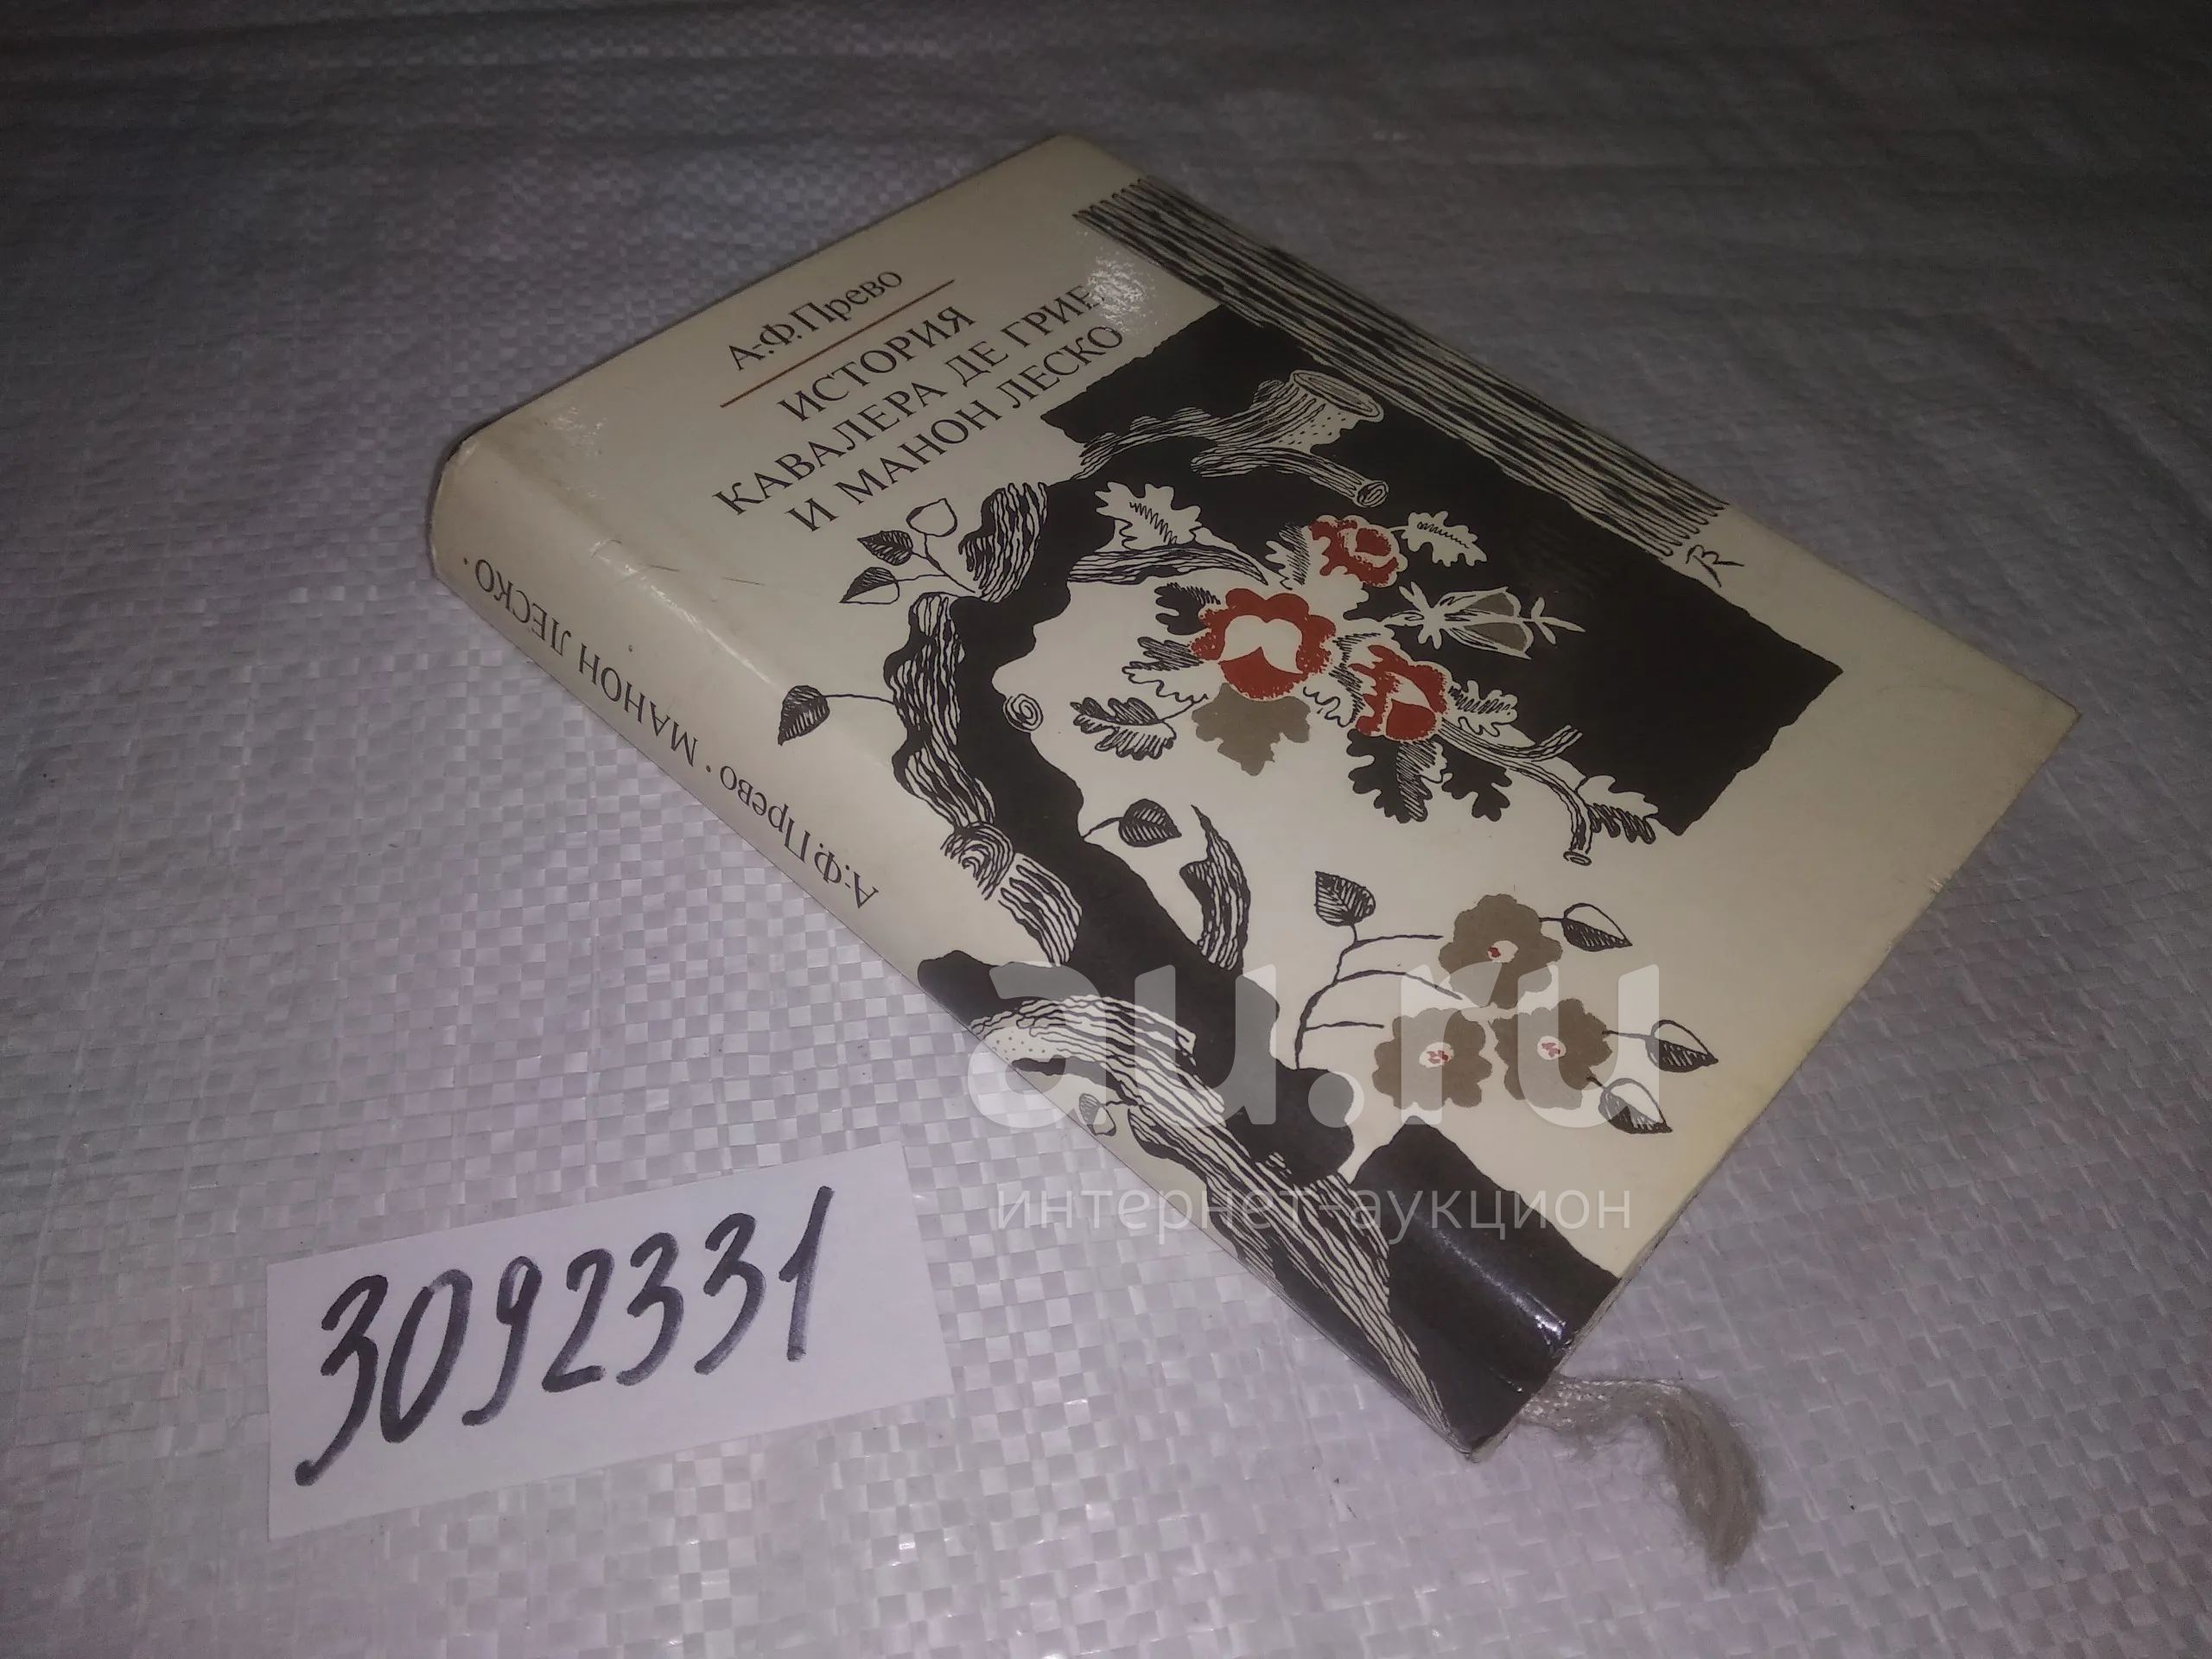 А.-Ф. Прево
ИСТОРИЯ
КАВАЛЕРА ДЕ ГРИЕ
И МАНОН ЛЕСКО
А.-Ф. Прево . МАНОН ЛЕСКО .
au.ru
интернет-аукцион
3092331